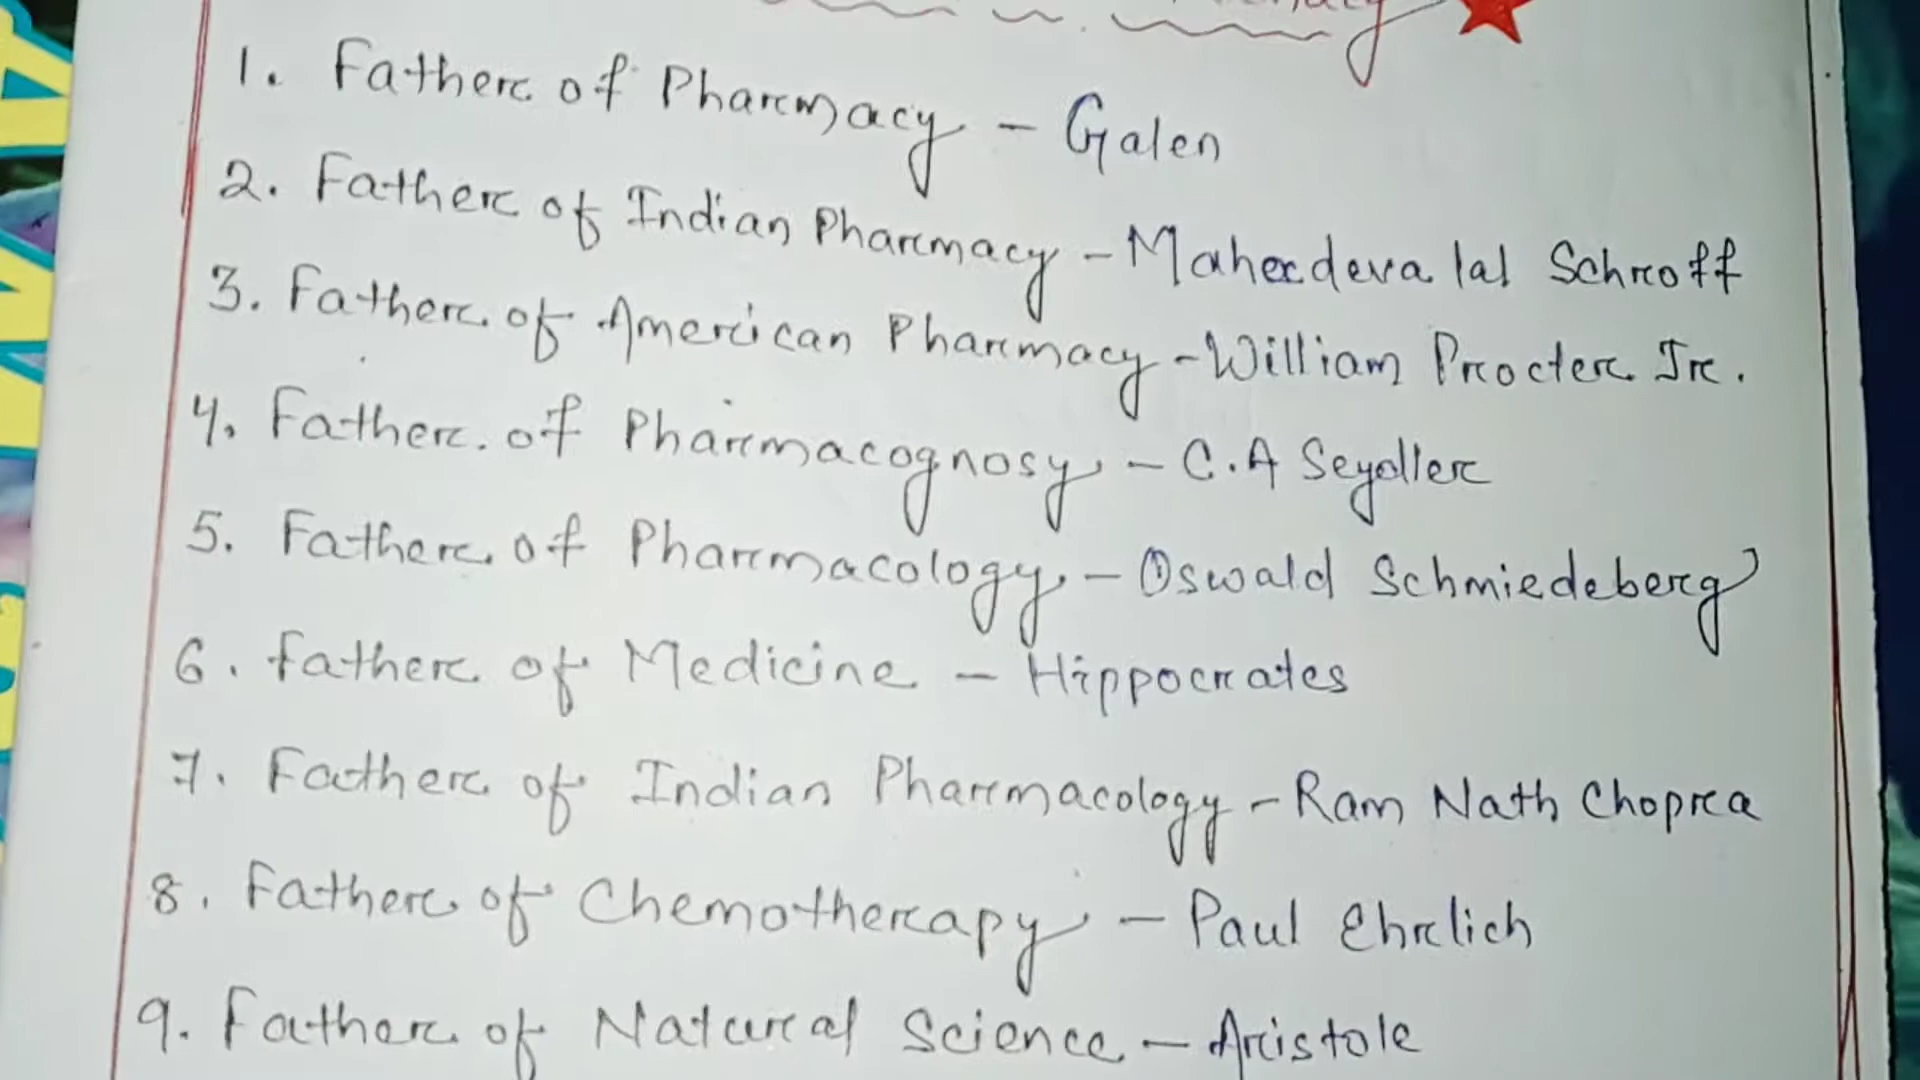 1. Father of Pharmacy - Galen
2. Father of Indian Pharmacy - Mahadeva lal Schroff
3. Father of American Pharmacy - William Procter Jr.
4. Father of Pharmacognosy - C.A Seydler
5. Father of Pharmacology - Oswald Schmiedeberg
6. father of Medicine - Hippocrates
7. Father of Indian Pharmacology - Ram Nath Chopra
8. Father of Chemotherapy - Paul Ehrlich
9. Father of Natural Science - Aristole